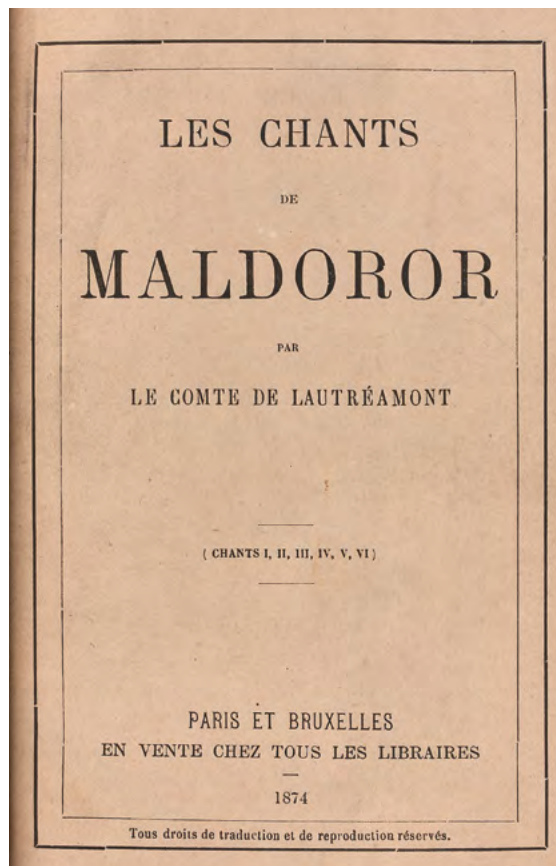 LES CHANTS
DE
MALDOROR
PAR
LE COMTE DE LAUTRÉAMONT
( CHANTS I, II, III, IV, V, VI )
PARIS ET BRUXELLES
EN VENTE CHEZ TOUS LES LIBRAIRES
1874
Tous droits de traduction et de reproduction réservés.